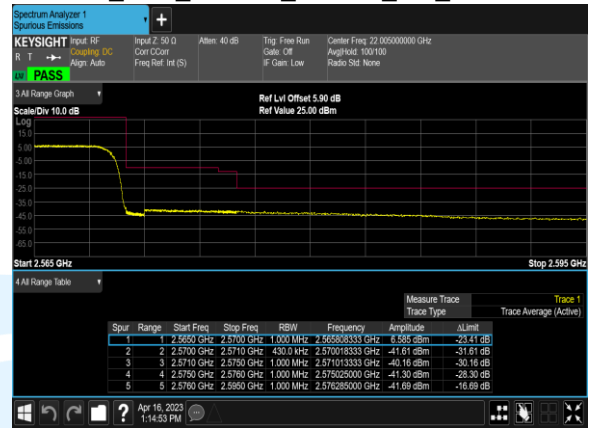 Spectrum Analyzer 1
Spurious Emissions
+
KEYSIGHT Input: RF Input Z: 50 Ω Atten: 40 dB Trig: Free Run Center Freq: 22.005000000 GHz
R T Coupling: DC Corr CCorr Gate: Off Avg|Hold: 100/100
Align: Auto Freq Ref: Int (S) IF Gain: Low Radio Std: None
PASS
3 All Range Graph
Ref Lvl Offset 5.90 dB
Scale/Div 10.0 dB Ref Value 25.00 dBm
Log
15.0
5.00
-5.00
-15.0
-25.0
-35.0
-45.0
-55.0
-65.0
Start 2.565 GHz Stop 2.595 GHz
4 All Range Table
Measure Trace Trace 1
Trace Type Trace Average (Active)
Spur Range Start Freq Stop Freq RBW Frequency Amplitude ΔLimit
1 1 2.5650 GHz 2.5700 GHz 1.000 MHz 2.565808333 GHz 6.585 dBm -23.41 dB
2 2 2.5700 GHz 2.5710 GHz 430.0 kHz 2.570018333 GHz -41.61 dBm -31.61 dB
3 3 2.5710 GHz 2.5750 GHz 1.000 MHz 2.571013333 GHz -40.16 dBm -30.16 dB
4 4 2.5750 GHz 2.5760 GHz 1.000 MHz 2.575025000 GHz -41.30 dBm -28.30 dB
5 5 2.5760 GHz 2.5950 GHz 1.000 MHz 2.576285000 GHz -41.69 dBm -16.69 dB
? Apr 16, 2023
1:14:53 PM